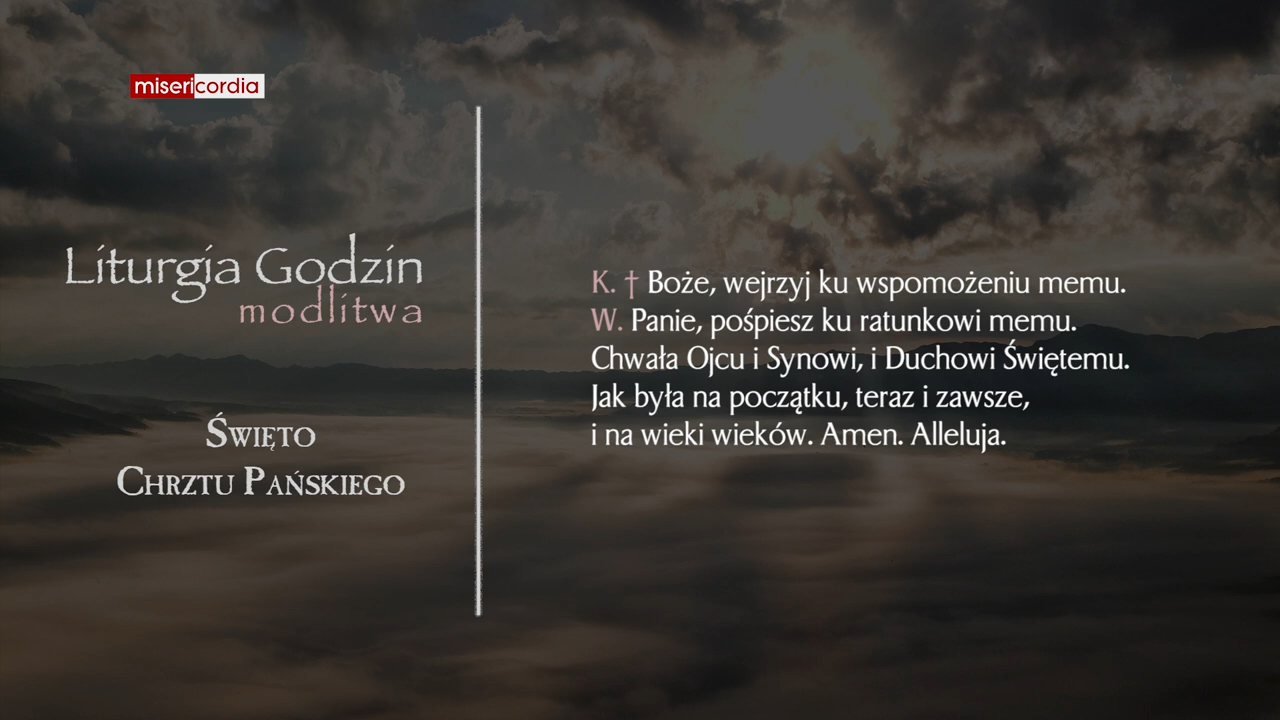 misericordia
Liturgia Godzin
modlitwa
Święto
Chrztu Pańskiego
K. † Boże, wejrzyj ku wspomożeniu memu.
W. Panie, pośpiesz ku ratunkowi memu.
Chwała Ojcu i Synowi, i Duchowi Świętemu.
Jak była na początku, teraz i zawsze,
i na wieki wieków. Amen. Alleluja.